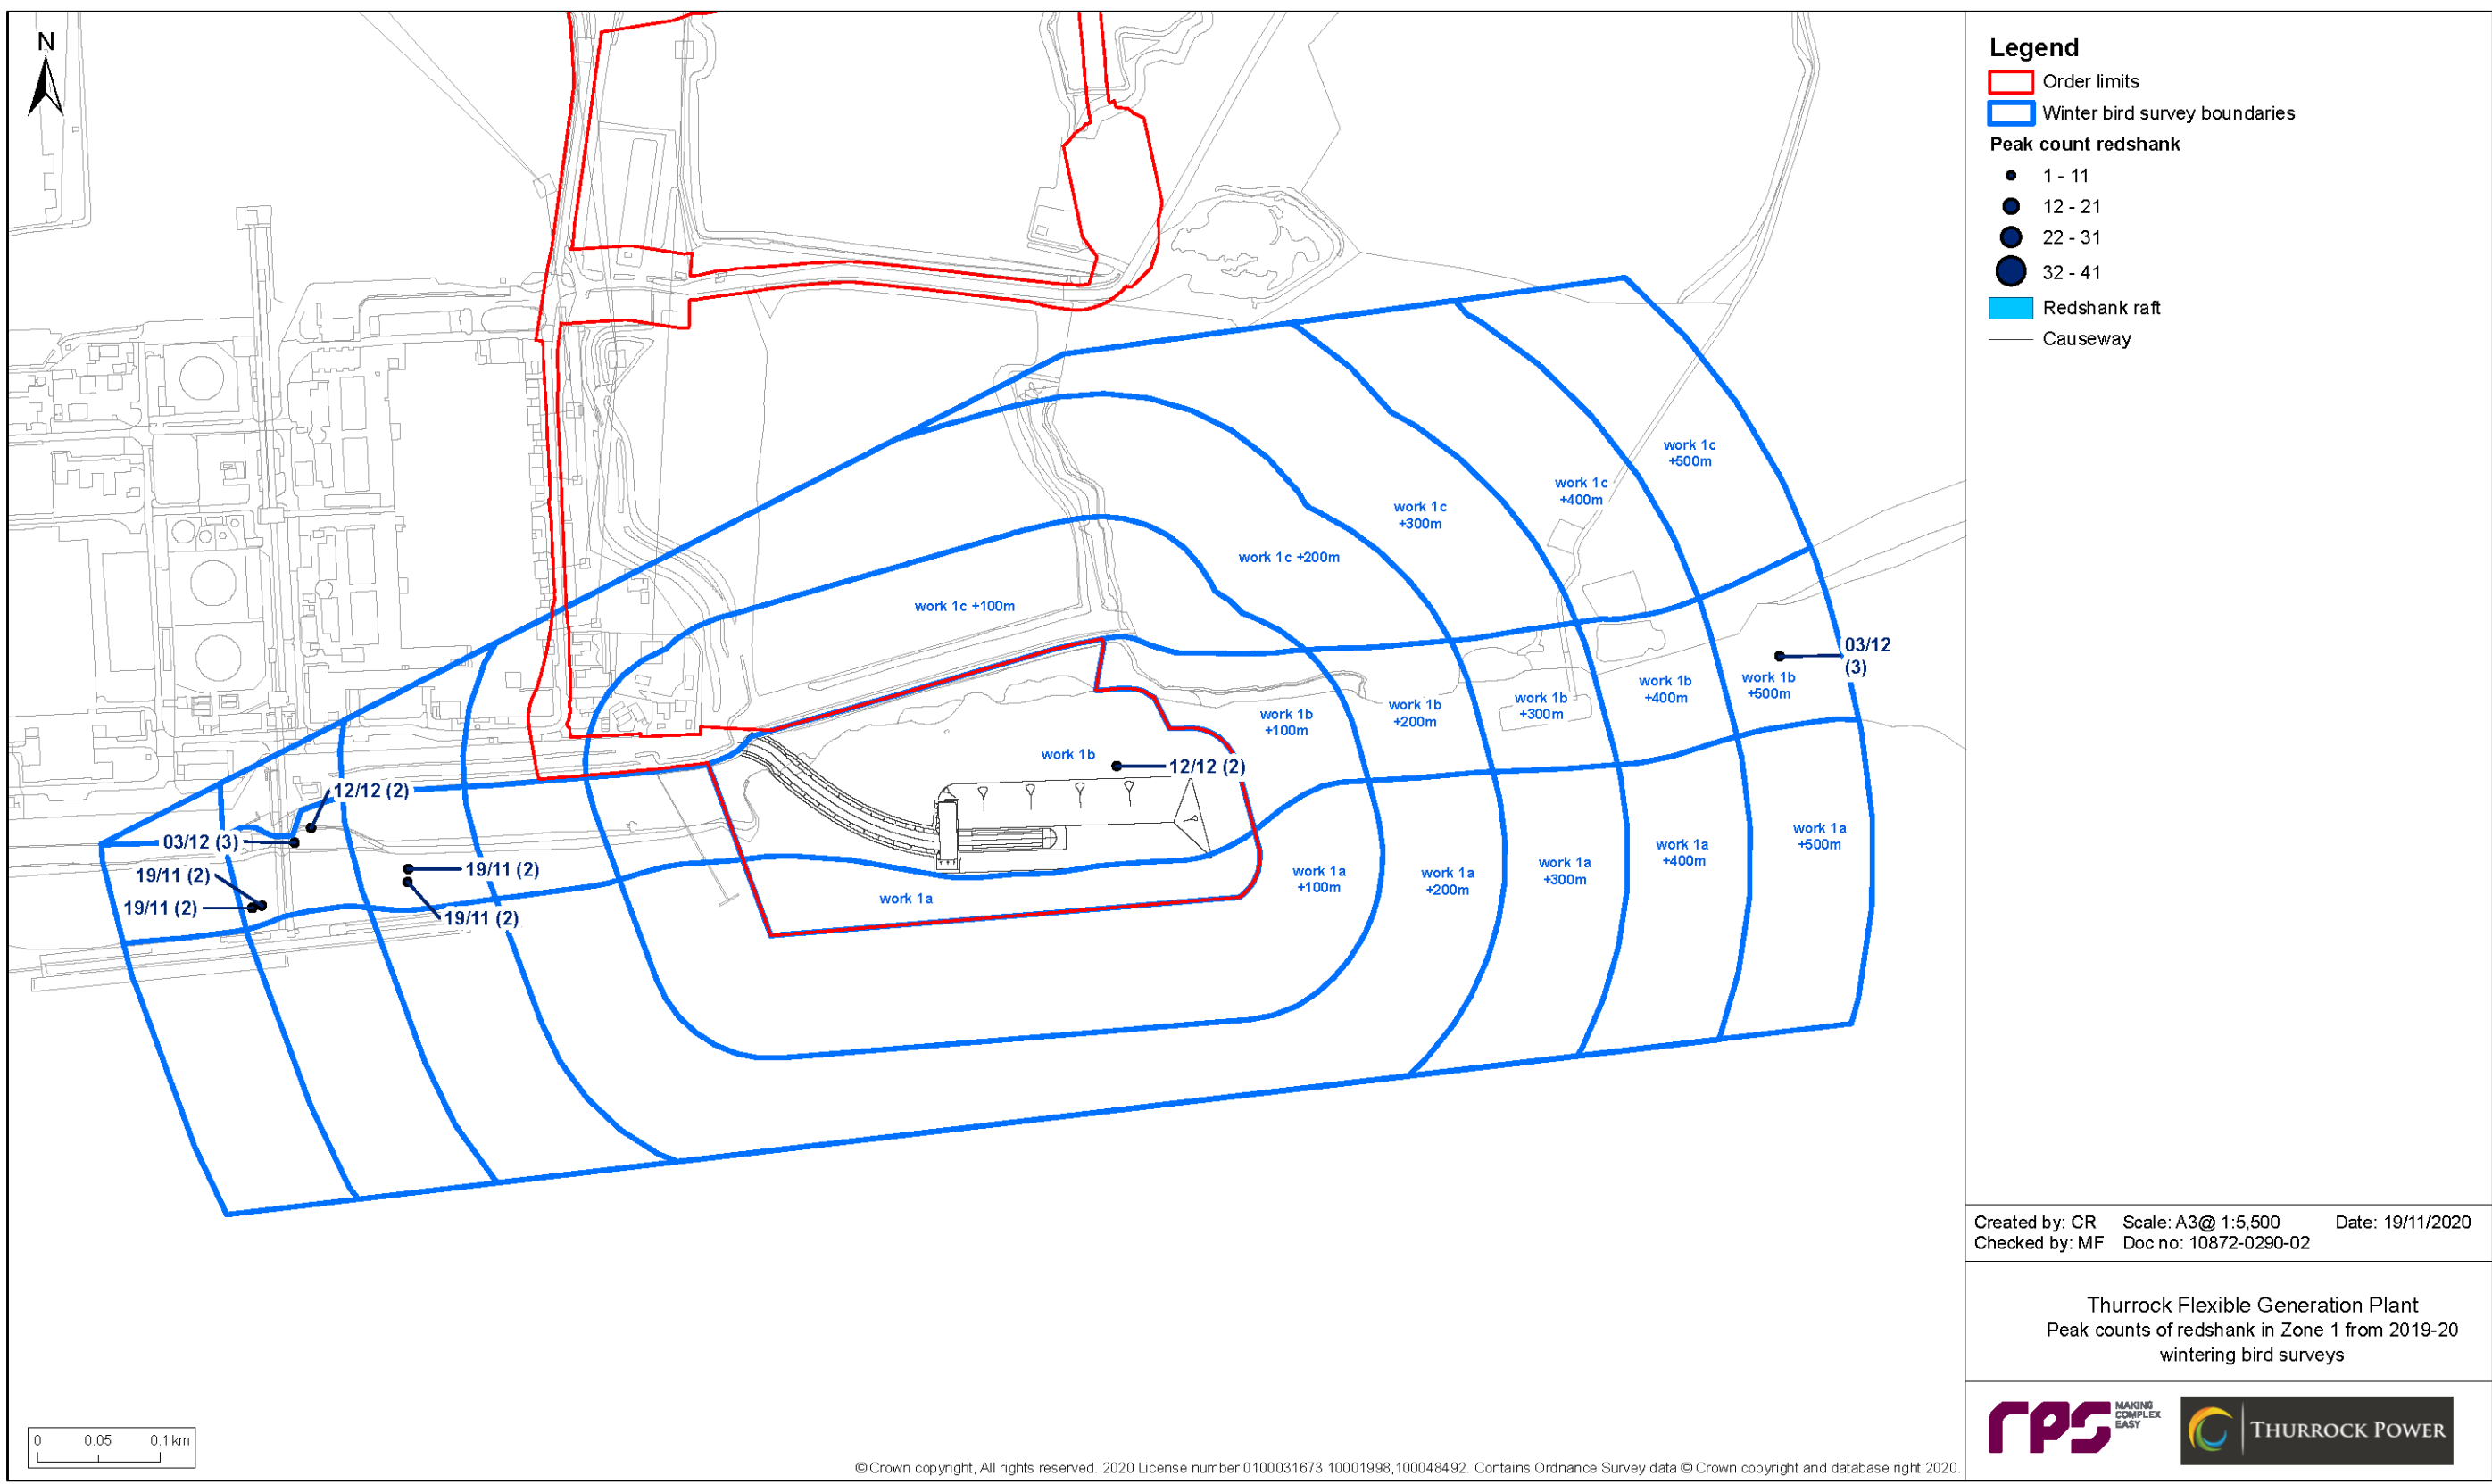 N
Legend
Order limits
Winter bird survey boundaries
Peak count redshank
1 - 11
12 - 21
22 - 31
32 - 41
Redshank raft
Causeway
work 1c
+500m
work 1c
+400m
work 1c
+300m
work 1c +200m
work 1c +100m
03/12
(3)
work 1b
+500m
work 1b
+400m
work 1b
+300m
work 1b
+200m
work 1b
+100m
work 1b
12/12 (2)
12/12 (2)
03/12 (3)
19/11 (2)
19/11 (2)
19/11 (2)
19/11 (2)
work 1a
work 1a
+100m
work 1a
+200m
work 1a
+300m
work 1a
+400m
work 1a
+500m
Created by: CR Scale: A3@ 1:5,500 Date: 19/11/2020
Checked by: MF Doc no: 10872-0290-02
Thurrock Flexible Generation Plant
Peak counts of redshank in Zone 1 from 2019-20
wintering bird surveys
rps MAKING
COMPLEX
EASY
THURROCK POWER
0 0.05 0.1 km
© Crown copyright, All rights reserved. 2020 License number 0100031673,10001998,100048492. Contains Ordnance Survey data © Crown copyright and database right 2020.